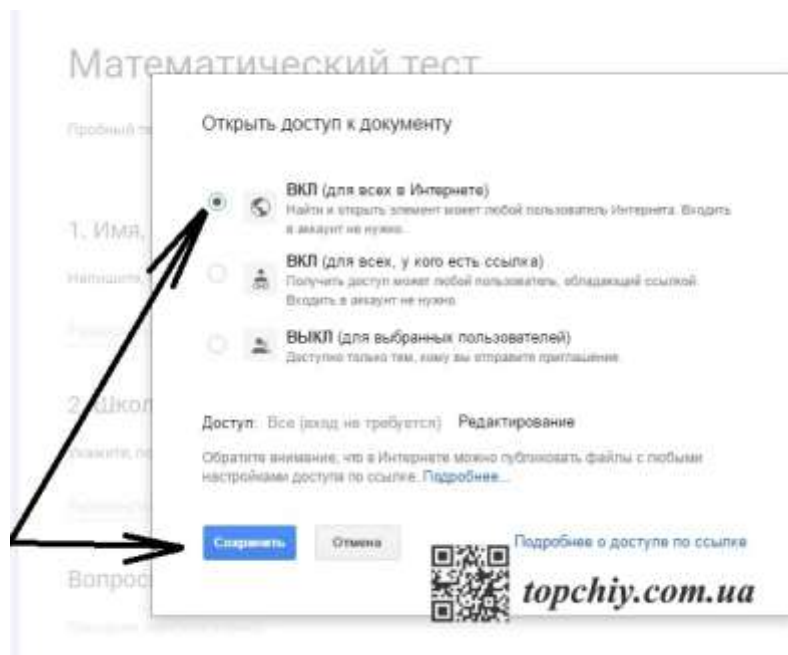 Математический тест
Пробный
Открыть доступ к документу
ВКЛ (для всех в Интернете)
Найти и открыть элемент может любой пользователь Интернета. Входить
в аккаунт не нужно.
1. Имя,
ВКЛ (для всех, у кого есть ссылка)
Получить доступ может любой пользователь, обладающий ссылкой.
Входить в аккаунт не нужно.
ВЫКЛ (для выбранных пользователей)
Доступно только тем, кому вы отправите приглашение.
2. Школ
Доступ: Все (вход не требуется) Редактирование
Обратите внимание, что в Интернете можно публиковать файлы с любыми
настройками доступа по ссылке. Подробнее...
Сохранить Отмена
Подробнее о доступе по ссылке
Вопрос
topchiy.com.ua